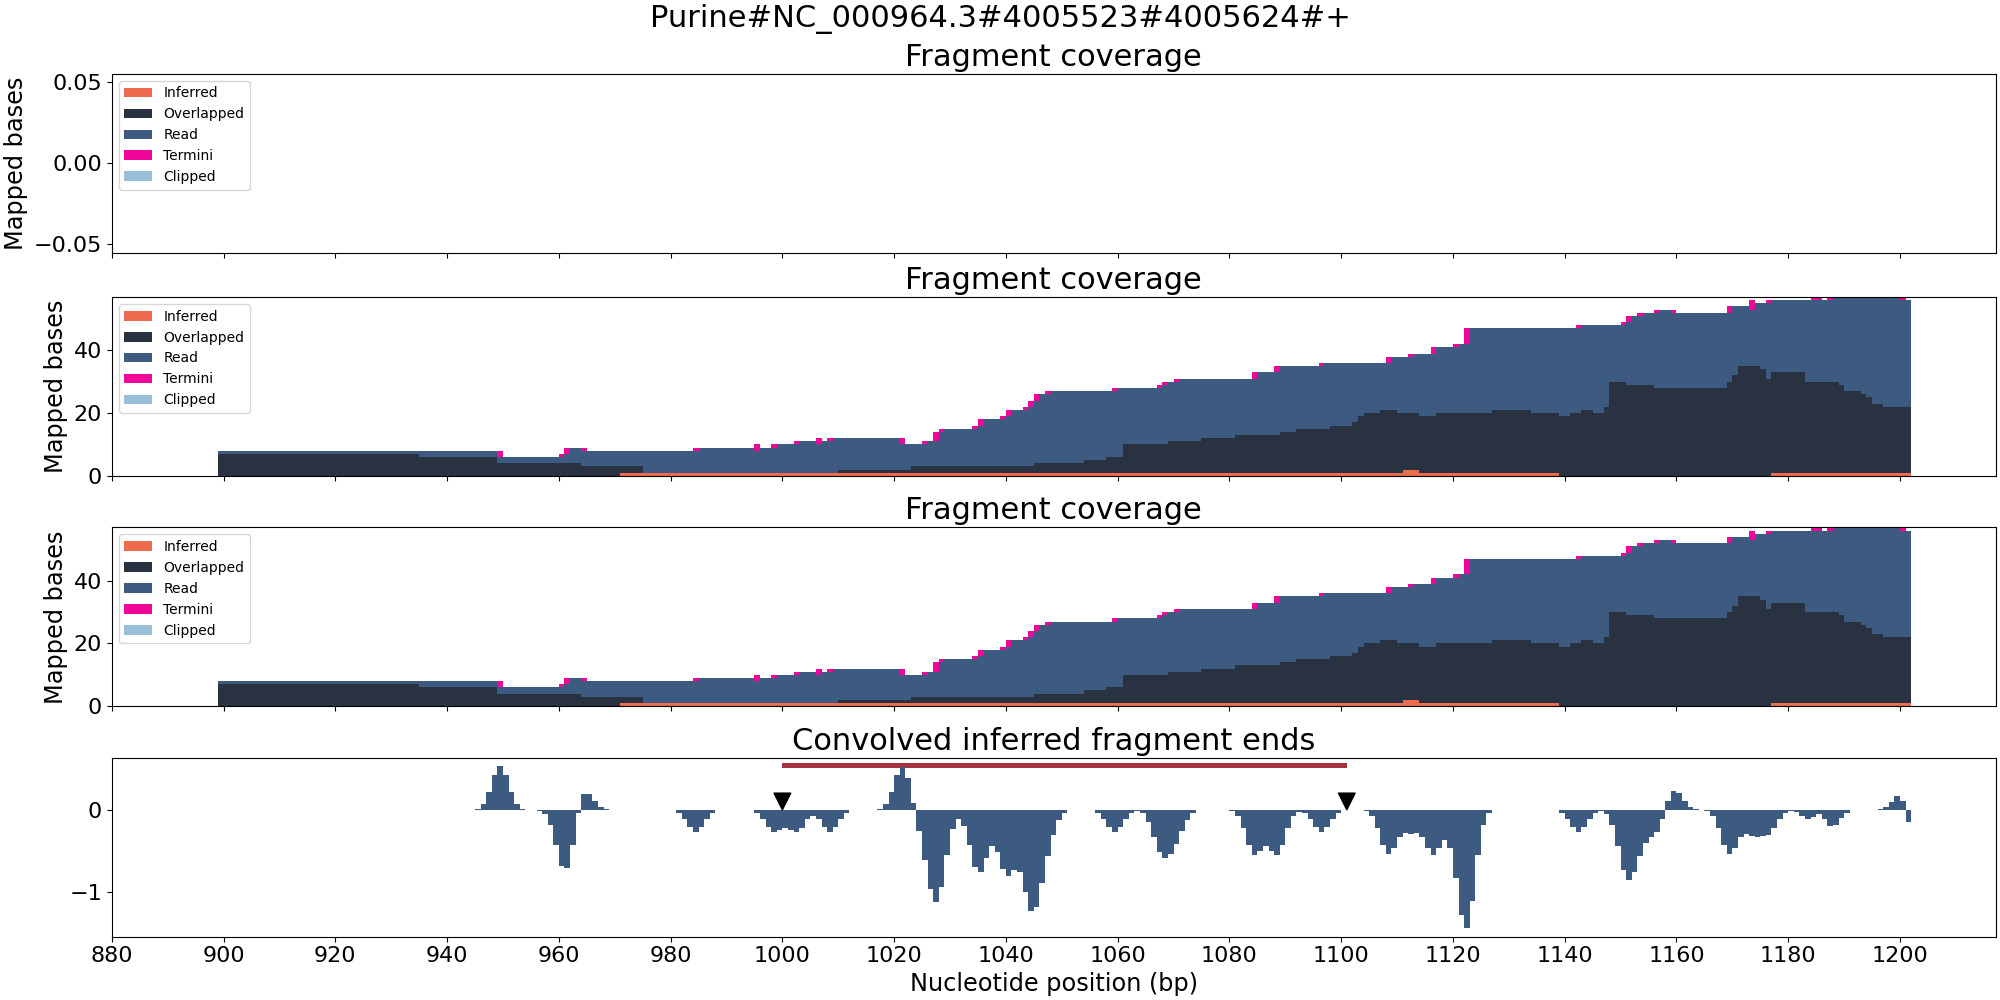 Purine#NC_000964.3#4005523#4005624#+
Fragment coverage
Mapped bases
0.05
0.00
−0.05
Inferred
Overlapped
Read
Termini
Clipped
Fragment coverage
Mapped bases
40
20
0
Inferred
Overlapped
Read
Termini
Clipped
Fragment coverage
Mapped bases
40
20
0
Inferred
Overlapped
Read
Termini
Clipped
Convolved inferred fragment ends
0
−1
880 900 920 940 960 980 1000 1020 1040 1060 1080 1100 1120 1140 1160 1180 1200
Nucleotide position (bp)